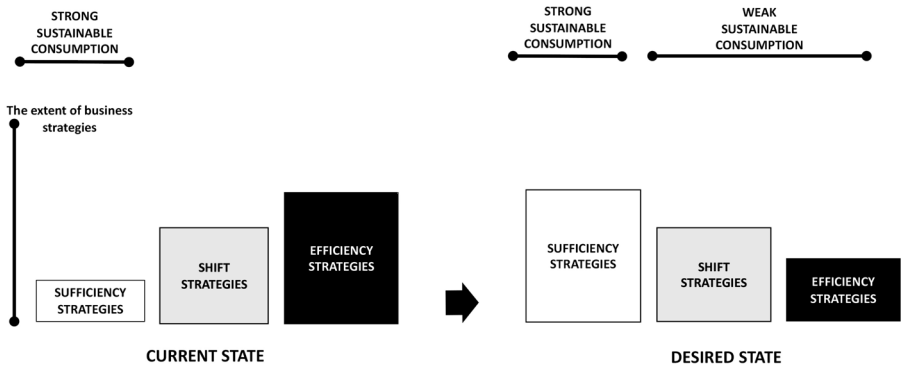 STRONG
SUSTAINABLE
CONSUMPTION
STRONG
SUSTAINABLE
CONSUMPTION
WEAK
SUSTAINABLE
CONSUMPTION
The extent of business
strategies
SUFFICIENCY
STRATEGIES
SHIFT
STRATEGIES
EFFICIENCY
STRATEGIES
SUFFICIENCY
STRATEGIES
SHIFT
STRATEGIES
EFFICIENCY
STRATEGIES
CURRENT STATE
DESIRED STATE